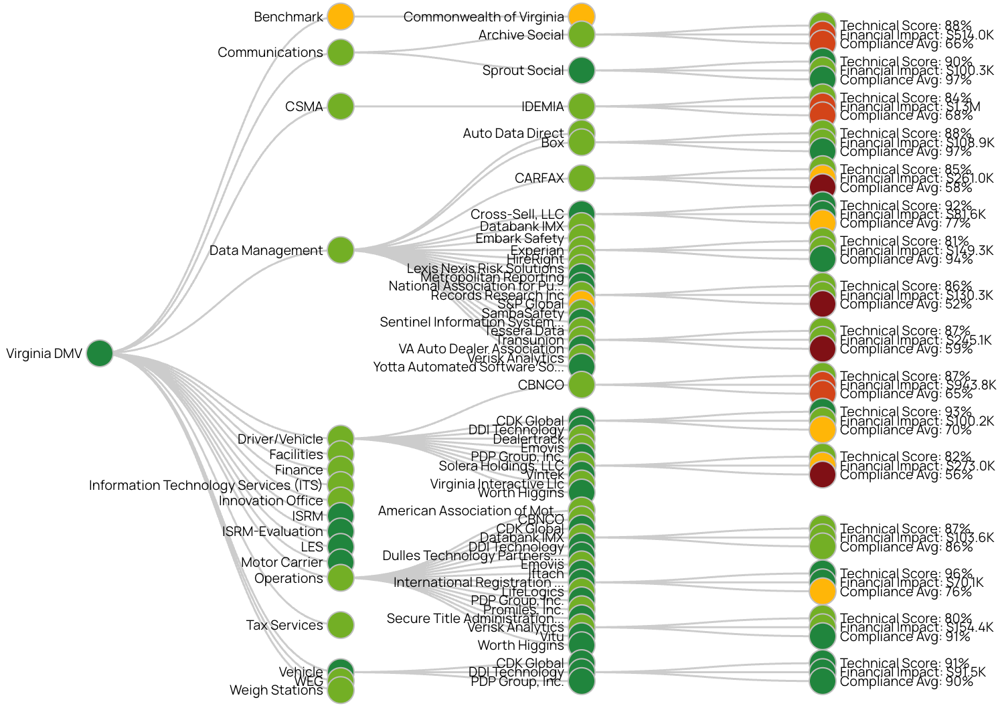 Virginia DMV
Benchmark
Communications
CSMA
Data Management
Driver/Vehicle
Facilities
Finance
Information Technology Services (ITS)
Innovation Office
ISRM
ISRM-Evaluation
LES
Motor Carrier
Operations
Tax Services
Vehicle
WEG
Weigh Stations
Commonwealth of Virginia
Archive Social
Sprout Social
IDEMIA
Auto Data Direct
Box
CARFAX
Cross-Sell, LLC
Databank IMX
Embark Safety
Experian
HireRight
Lexis Nexis Risk Solutions
Metropolitan Reporting
National Association for Pu...
Records Research Inc
S&P Global
SambaSafety
Sentinel Information System...
Tessera Data
Transunion
VA Auto Dealer Association
Verisk Analytics
Yotta Automated Software So...
CBNCO
CDK Global
DDI Technology
Dealertrack
Emovis
PDP Group, Inc.
Solera Holdings, LLC
Vintek
Virginia Interactive Llc
Worth Higgins
American Association of Mot...
CBNCO
CDK Global
Databank IMX
DDI Technology
Dulles Technology Partners,...
Emovis
Iftach
International Registration ...
LifeLogics
PDP Group, Inc.
Promiles, Inc.
Secure Title Administration...
Verisk Analytics
Vitu
Worth Higgins
CDK Global
DDI Technology
PDP Group, Inc.
Technical Score: 88%
Financial Impact: $514.0K
Compliance Avg: 66%
Technical Score: 90%
Financial Impact: $100.3K
Compliance Avg: 97%
Technical Score: 84%
Financial Impact: $1.3M
Compliance Avg: 68%
Technical Score: 88%
Financial Impact: $108.9K
Compliance Avg: 97%
Technical Score: 85%
Financial Impact: $261.0K
Compliance Avg: 58%
Technical Score: 92%
Financial Impact: $81.6K
Compliance Avg: 77%
Technical Score: 81%
Financial Impact: $149.3K
Compliance Avg: 94%
Technical Score: 86%
Financial Impact: $130.3K
Compliance Avg: 52%
Technical Score: 87%
Financial Impact: $245.1K
Compliance Avg: 59%
Technical Score: 87%
Financial Impact: $943.8K
Compliance Avg: 65%
Technical Score: 93%
Financial Impact: $100.2K
Compliance Avg: 70%
Technical Score: 82%
Financial Impact: $273.0K
Compliance Avg: 56%
Technical Score: 87%
Financial Impact: $103.6K
Compliance Avg: 86%
Technical Score: 96%
Financial Impact: $70.1K
Compliance Avg: 76%
Technical Score: 80%
Financial Impact: $154.4K
Compliance Avg: 91%
Technical Score: 91%
Financial Impact: $91.5K
Compliance Avg: 90%